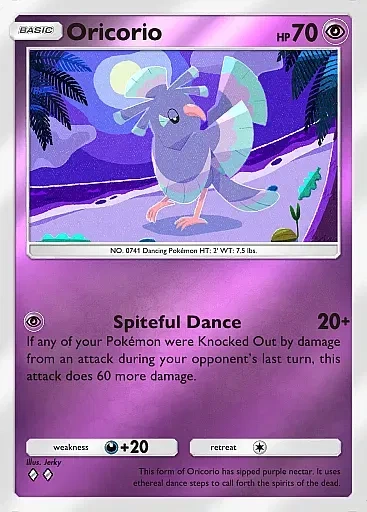 BASIC Oricorio HP 70
NO. 0741 Dancing Pokémon HT: 2' WT: 7.5 lbs.
Spiteful Dance 20+
If any of your Pokémon were Knocked Out by damage
from an attack during your opponent's last turn, this
attack does 60 more damage.
weakness +20 retreat
Illus. Jerky
This form of Oricorio has sipped purple nectar. It uses
ethereal dance steps to call forth the spirits of the dead.